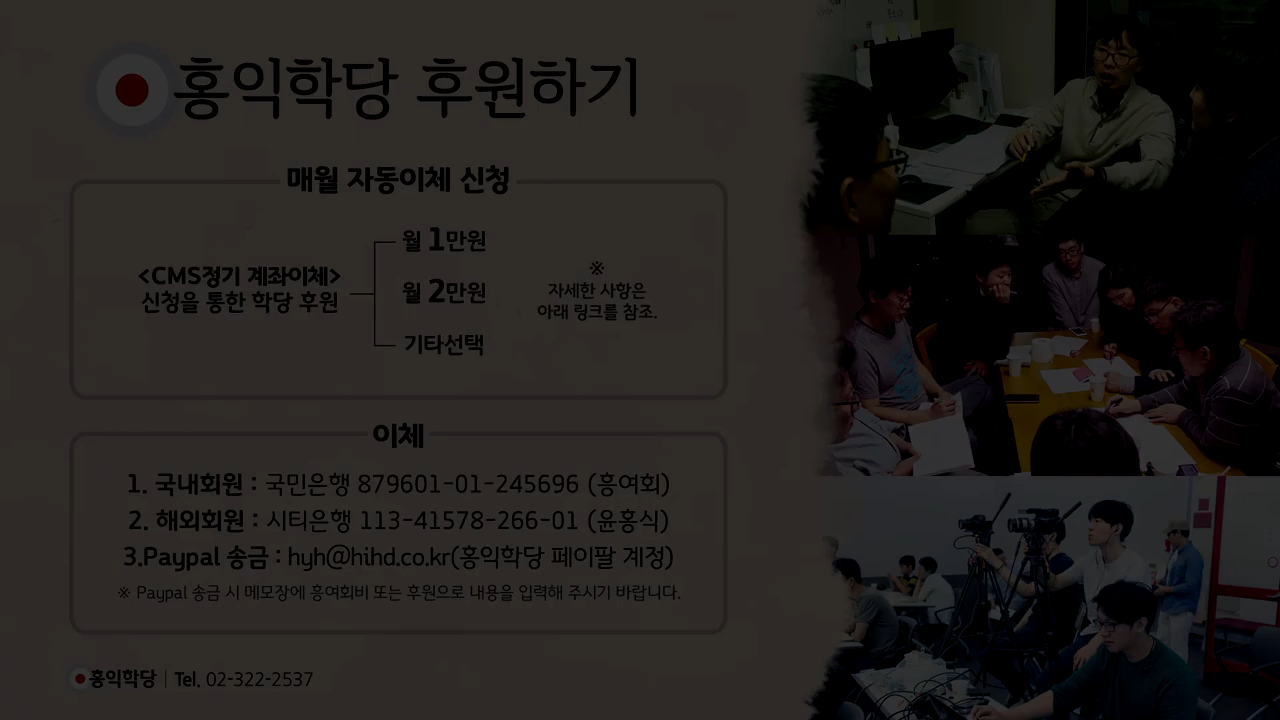 홍익학당 후원하기
매월 자동이체 신청
<CMS정기 계좌이체>
신청을 통한 학당 후원
월 1만원
월 2만원
기타선택
※
자세한 사항은
아래 링크를 참조.
이체
1. 국내회원 : 국민은행 879601-01-245696 (흥여회)
2. 해외회원 : 시티은행 113-41578-266-01 (윤홍식)
3.Paypal 송금 : hyh@hihd.co.kr(홍익학당 페이팔 계정)
※ Paypal 송금 시 메모장에 흥여회비 또는 후원으로 내용을 입력해 주시기 바랍니다.
홍익학당 | Tel. 02-322-2537